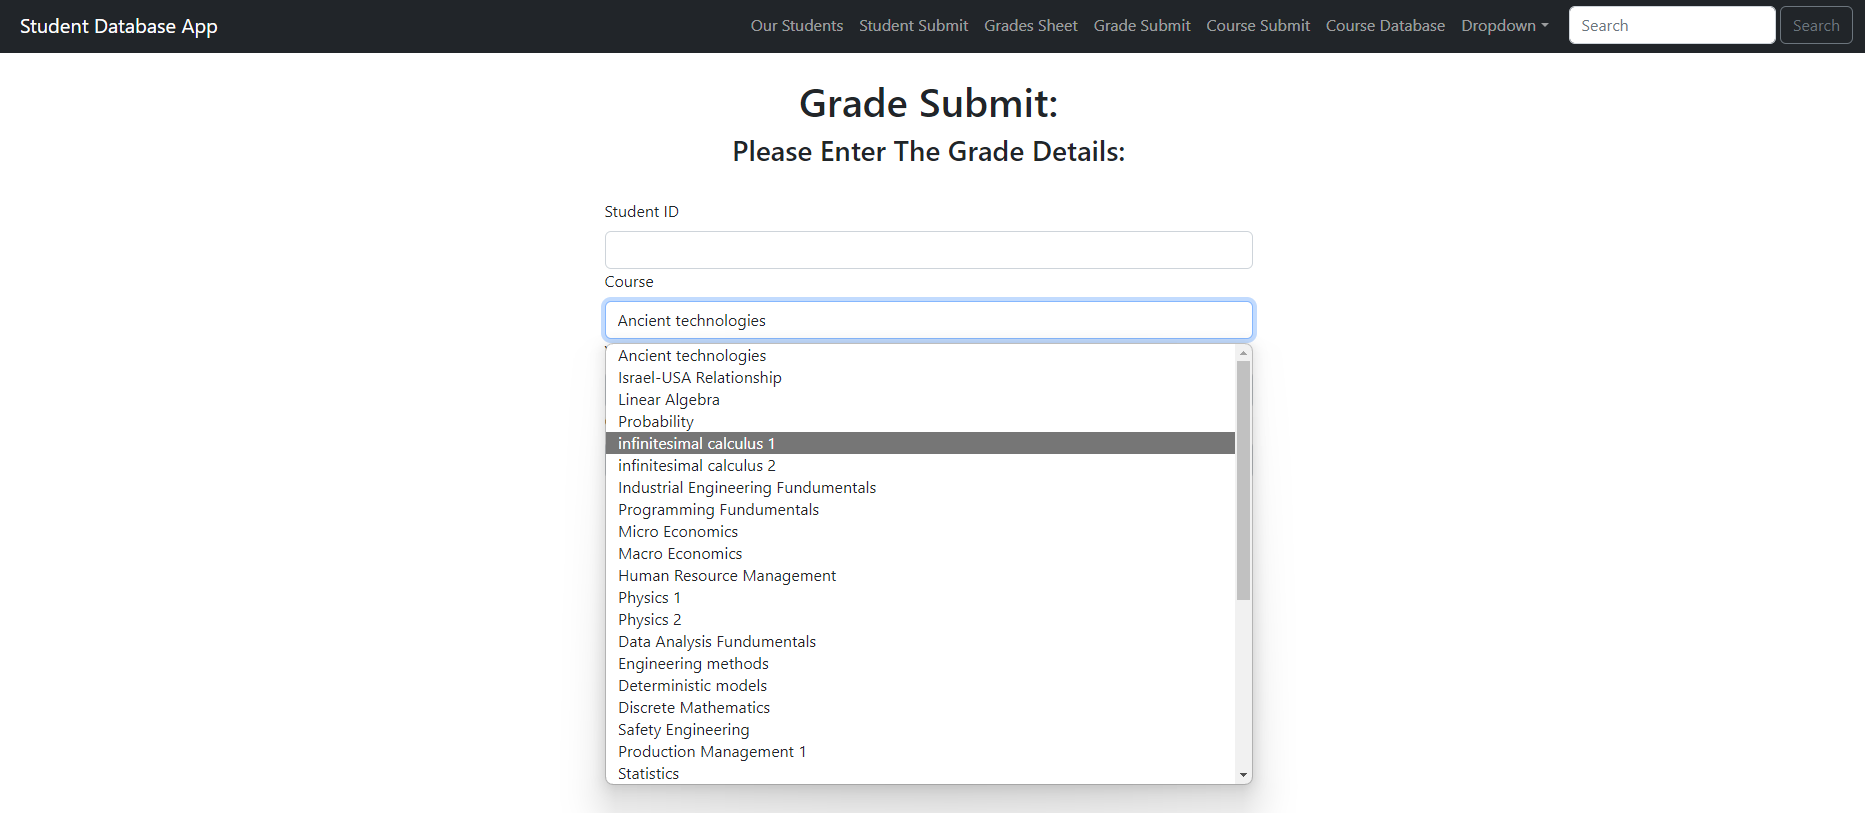 Student Database App
Our Students Student Submit Grades Sheet Grade Submit Course Submit Course Database Dropdown Search Search
Grade Submit:
Please Enter The Grade Details:
Student ID
Course
Ancient technologies
Ancient technologies
Israel-USA Relationship
Linear Algebra
Probability
infinitesimal calculus 1
infinitesimal calculus 2
Industrial Engineering Fundumentals
Programming Fundumentals
Micro Economics
Macro Economics
Human Resource Management
Physics 1
Physics 2
Data Analysis Fundumentals
Engineering methods
Deterministic models
Discrete Mathematics
Safety Engineering
Production Management 1
Statistics